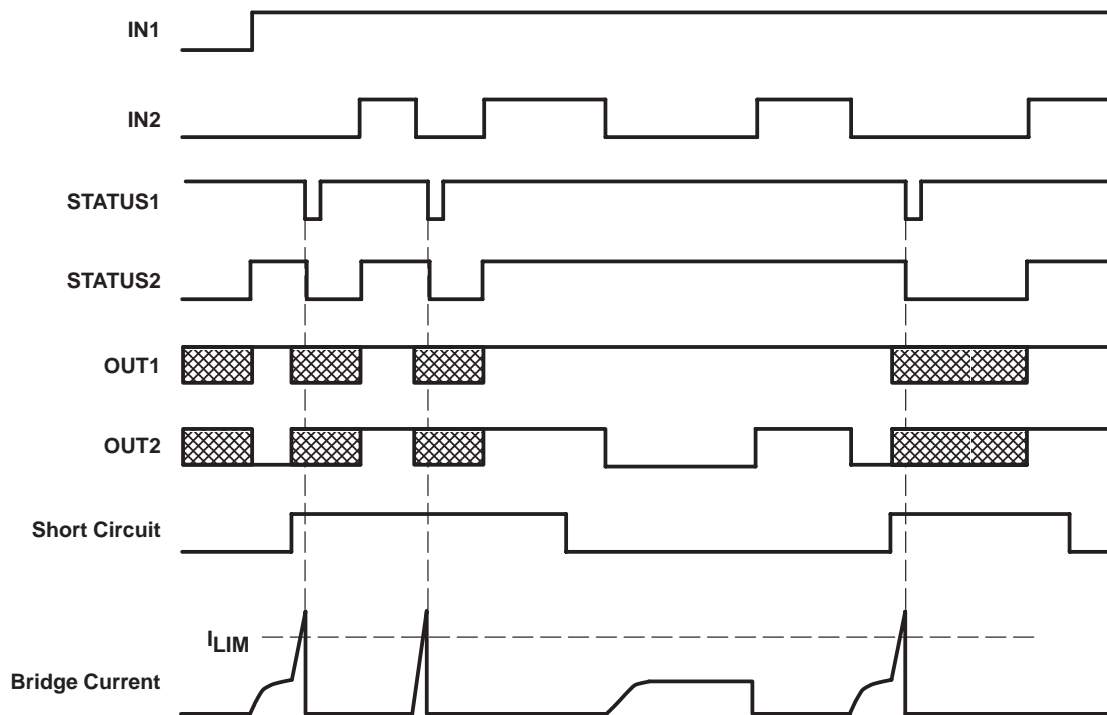 IN1
IN2
STATUS1
STATUS2
OUT1
OUT2
Short Circuit
ILIM
Bridge Current